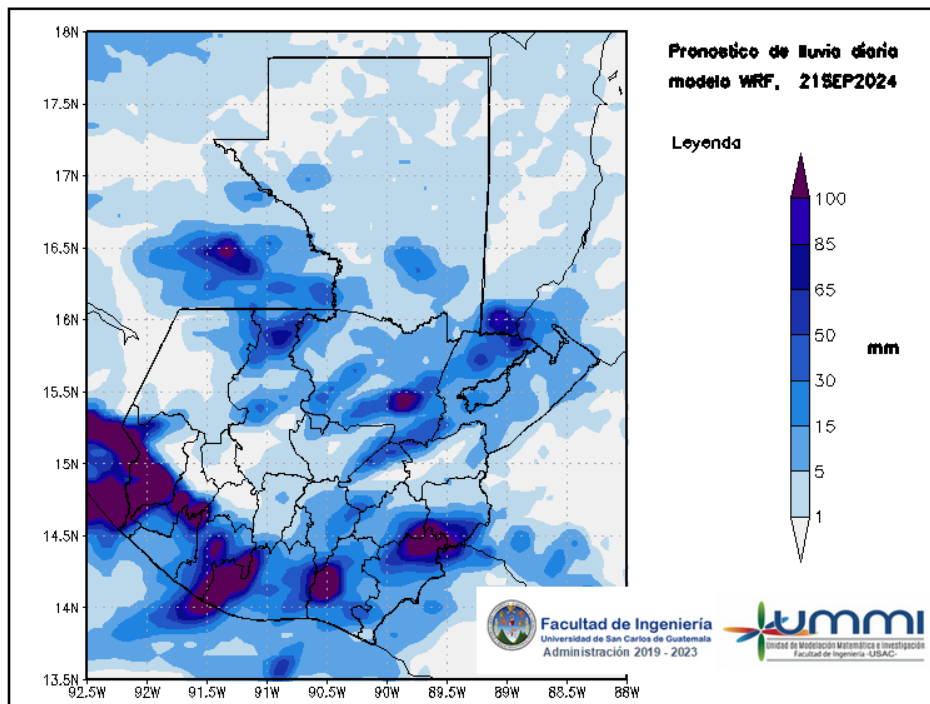 Pronostico de lluvia diaria
modelo WRF, 21SEP2024
Leyenda
100
85
65
50
30
15
5
1
mm
18N
17.5N
17N
16.5N
16N
15.5N
15N
14.5N
14N
13.5N
92.5W 92W 91.5W 91W 90.5W 90W 89.5W 89W 88.5W 88W
Facultad de Ingeniería
Universidad de San Carlos de Guatemala
Administración 2019 - 2023
UMMI
Unidad de Modelación Matemática e Investigación
Facultad de Ingeniería -USAC-